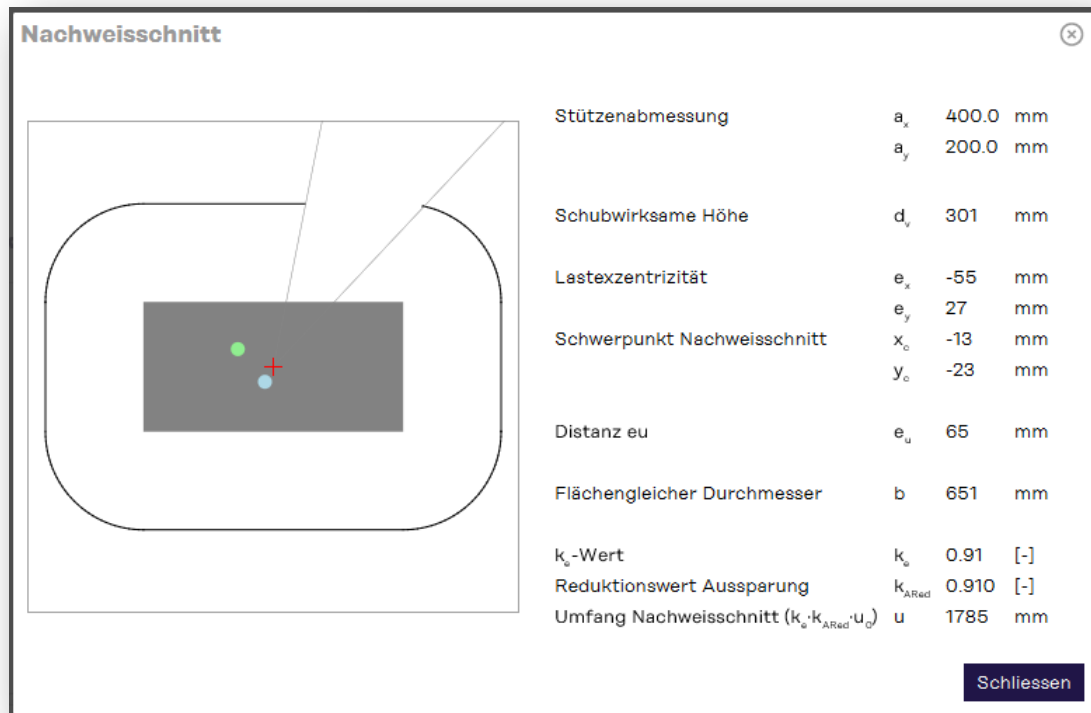 Nachweisschnitt
Stützenabmessung aₓ 400.0 mm
a_y 200.0 mm
Schubwirksame Höhe d_v 301 mm
Lastexzentrizität eₓ -55 mm
e_y 27 mm
Schwerpunkt Nachweisschnitt x_c -13 mm
y_c -23 mm
Distanz eu e_u 65 mm
Flächengleicher Durchmesser b 651 mm
k_e-Wert k_e 0.91 [-]
Reduktionswert Aussparung k_ARed 0.910 [-]
Umfang Nachweisschnitt (k_e·k_ARed·u_0) u 1785 mm
Schliessen